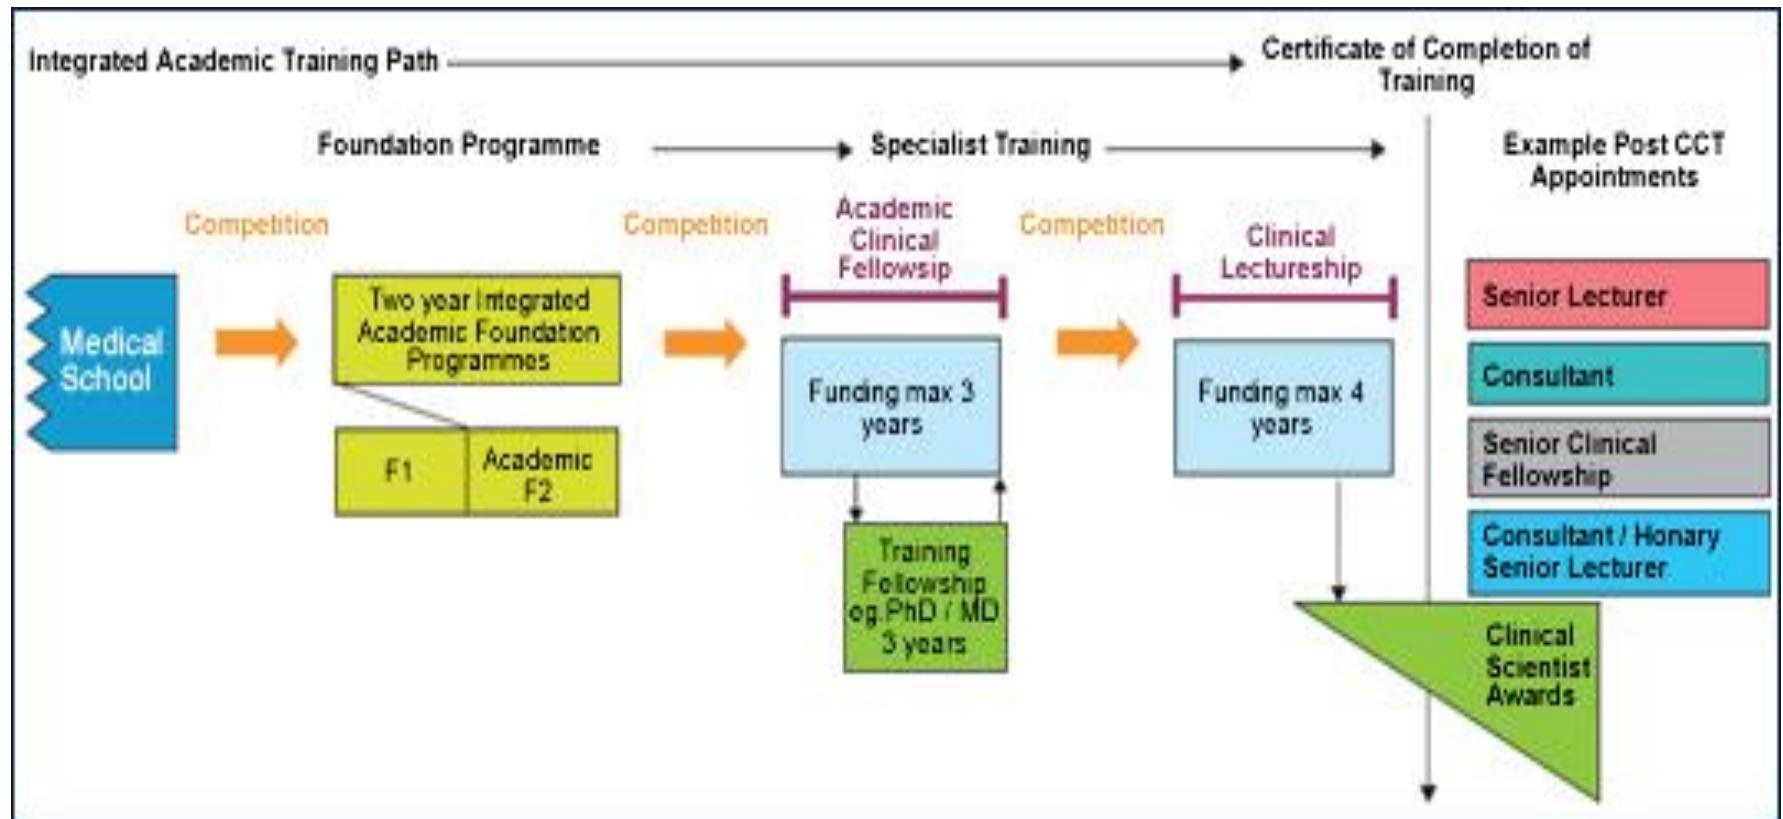 Integrated Academic Training Path
Certificate of Completion of
Training
Foundation Programme
Specialist Training
Example Post CCT
Appointments
Competition
Competition
Academic
Clinical
Fellowsip
Competition
Clinical
Lectureship
Medical
School
Two year Integrated
Academic Foundation
Programmes
F1
Academic
F2
Funding max 3
years
Training
Fellowship
eg.PhD / MD
3 years
Funding max 4
years
Senior Lecturer
Consultant
Senior Clinical
Fellowship
Consultant / Honary
Senior Lecturer
Clinical
Scientist
Awards